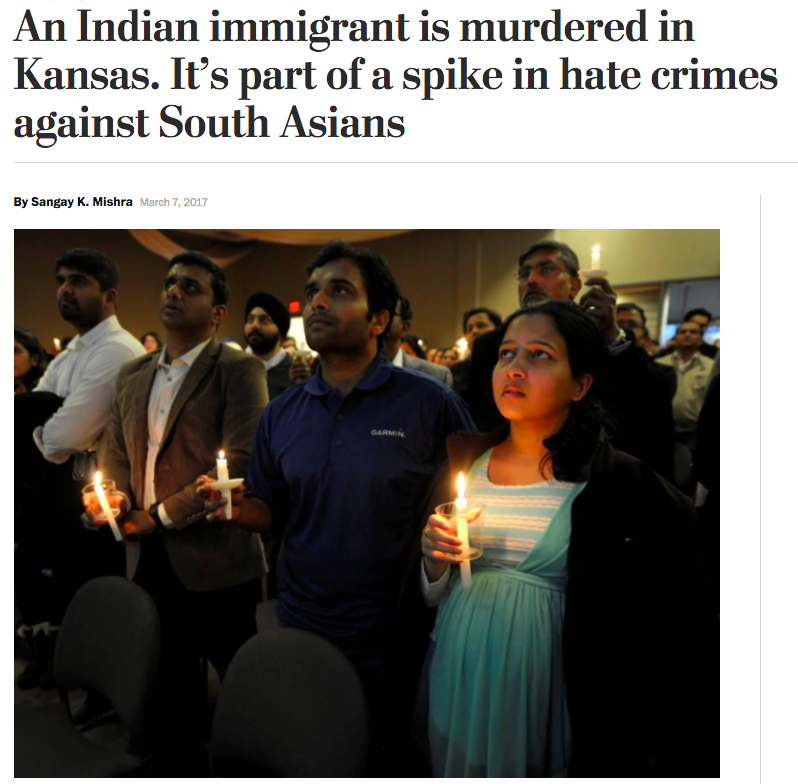 An Indian immigrant is murdered in
Kansas. It’s part of a spike in hate crimes
against South Asians
By Sangay K. Mishra March 7, 2017
GARMIN.